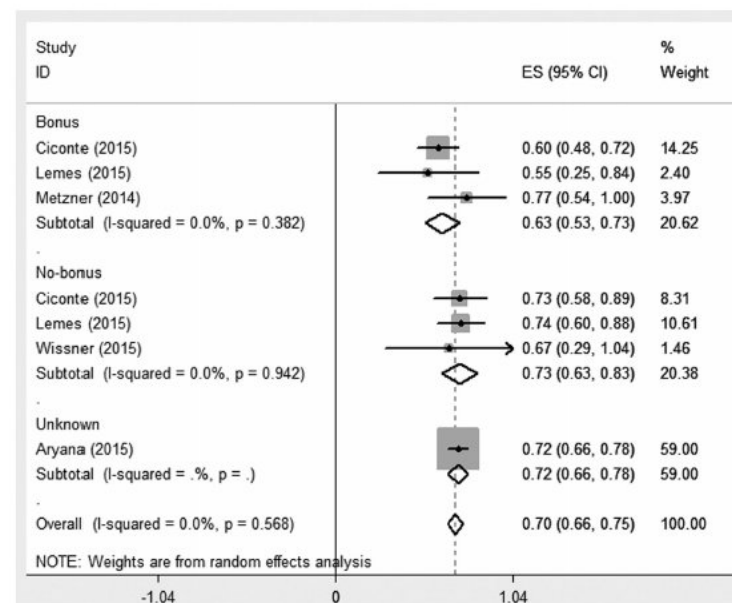 Study %
ID ES (95% CI) Weight
Bonus
Ciconte (2015) 0.60 (0.48, 0.72) 14.25
Lemes (2015) 0.55 (0.25, 0.84) 2.40
Metzner (2014) 0.77 (0.54, 1.00) 3.97
Subtotal (I-squared = 0.0%, p = 0.382) 0.63 (0.53, 0.73) 20.62
.
No-bonus
Ciconte (2015) 0.73 (0.58, 0.89) 8.31
Lemes (2015) 0.74 (0.60, 0.88) 10.61
Wissner (2015) 0.67 (0.29, 1.04) 1.46
Subtotal (I-squared = 0.0%, p = 0.942) 0.73 (0.63, 0.83) 20.38
.
Unknown
Aryana (2015) 0.72 (0.66, 0.78) 59.00
Subtotal (I-squared = .%, p = .) 0.72 (0.66, 0.78) 59.00
.
Overall (I-squared = 0.0%, p = 0.568) 0.70 (0.66, 0.75) 100.00
NOTE: Weights are from random effects analysis
-1.04 0 1.04